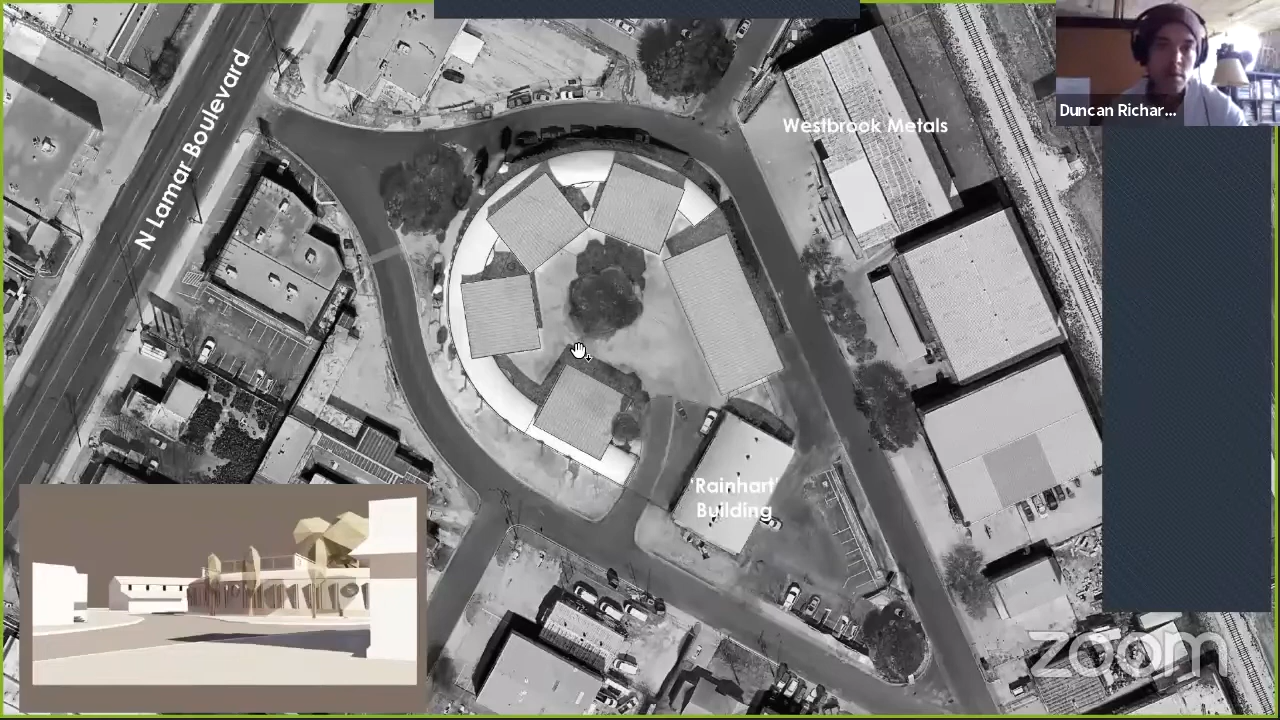 N Lamar Boulevard
Westbrook Metals
Duncan Richar...
'Rainhart'
Building
zoom